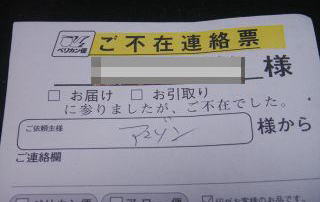 ペリカン便
ご不在連絡票
様
□ お届け □ お引取り
に参りましたが、ご不在でした。
ご依頼主様
アマゾン
様から
ご連絡欄